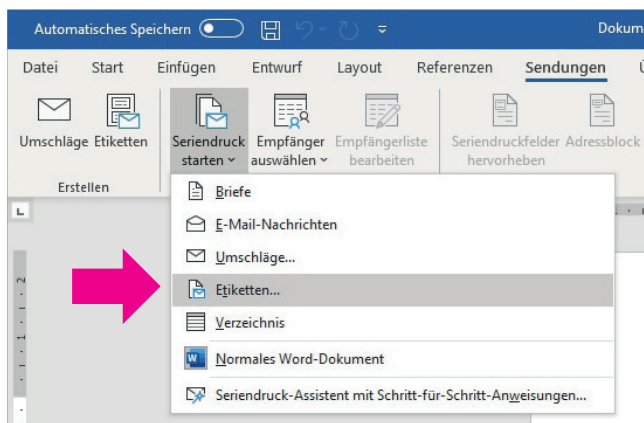 Automatisches Speichern
Dokum
Datei Start Einfügen Entwurf Layout Referenzen Sendungen Ü
Umschläge Etiketten
Seriendruck starten
Empfänger auswählen
Empfängerliste bearbeiten
Seriendruckfelder hervorheben
Adressblock
Erstellen
Briefe
E-Mail-Nachrichten
Umschläge...
Etiketten...
Verzeichnis
Normales Word-Dokument
Seriendruck-Assistent mit Schritt-für-Schritt-Anweisungen...
L
2
1